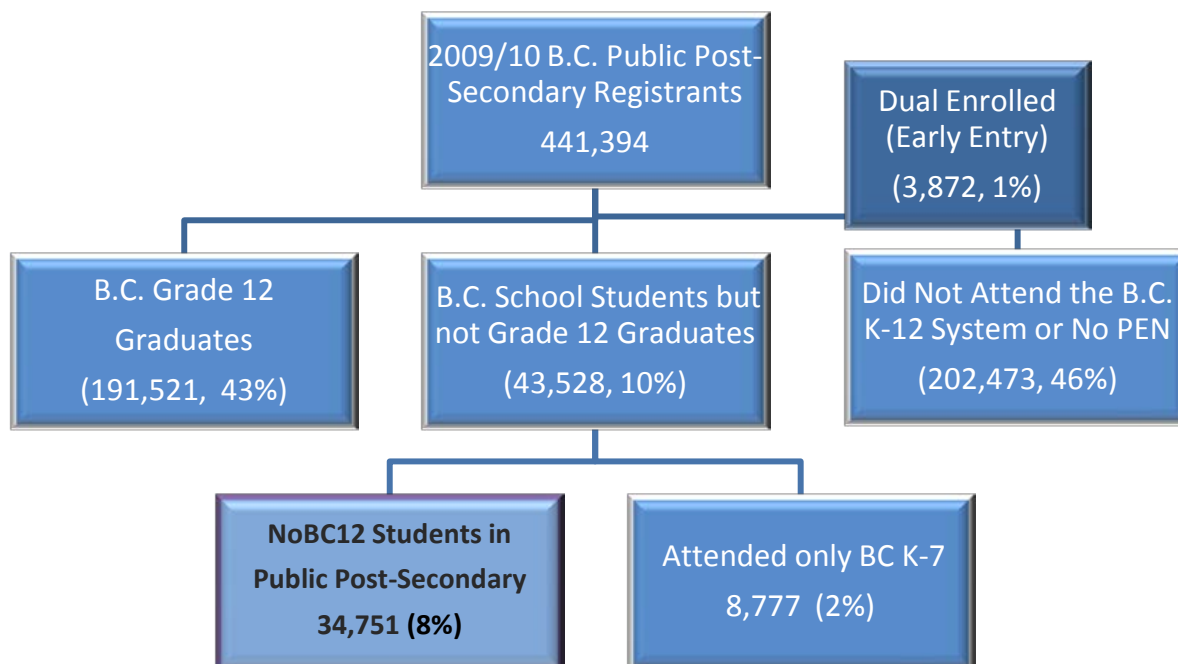 2009/10 B.C. Public Post-
Secondary Registrants
441,394
Dual Enrolled
(Early Entry)
(3,872, 1%)
B.C. Grade 12
Graduates
(191,521, 43%)
B.C. School Students but
not Grade 12 Graduates
(43,528, 10%)
Did Not Attend the B.C.
K-12 System or No PEN
(202,473, 46%)
NoBC12 Students in
Public Post-Secondary
34,751 (8%)
Attended only BC K-7
8,777 (2%)